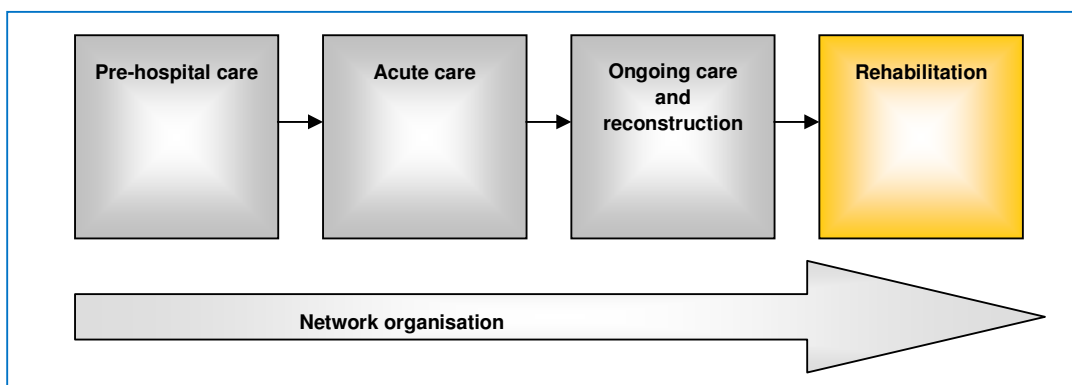 Pre-hospital care
Acute care
Ongoing care
and
reconstruction
Rehabilitation
Network organisation